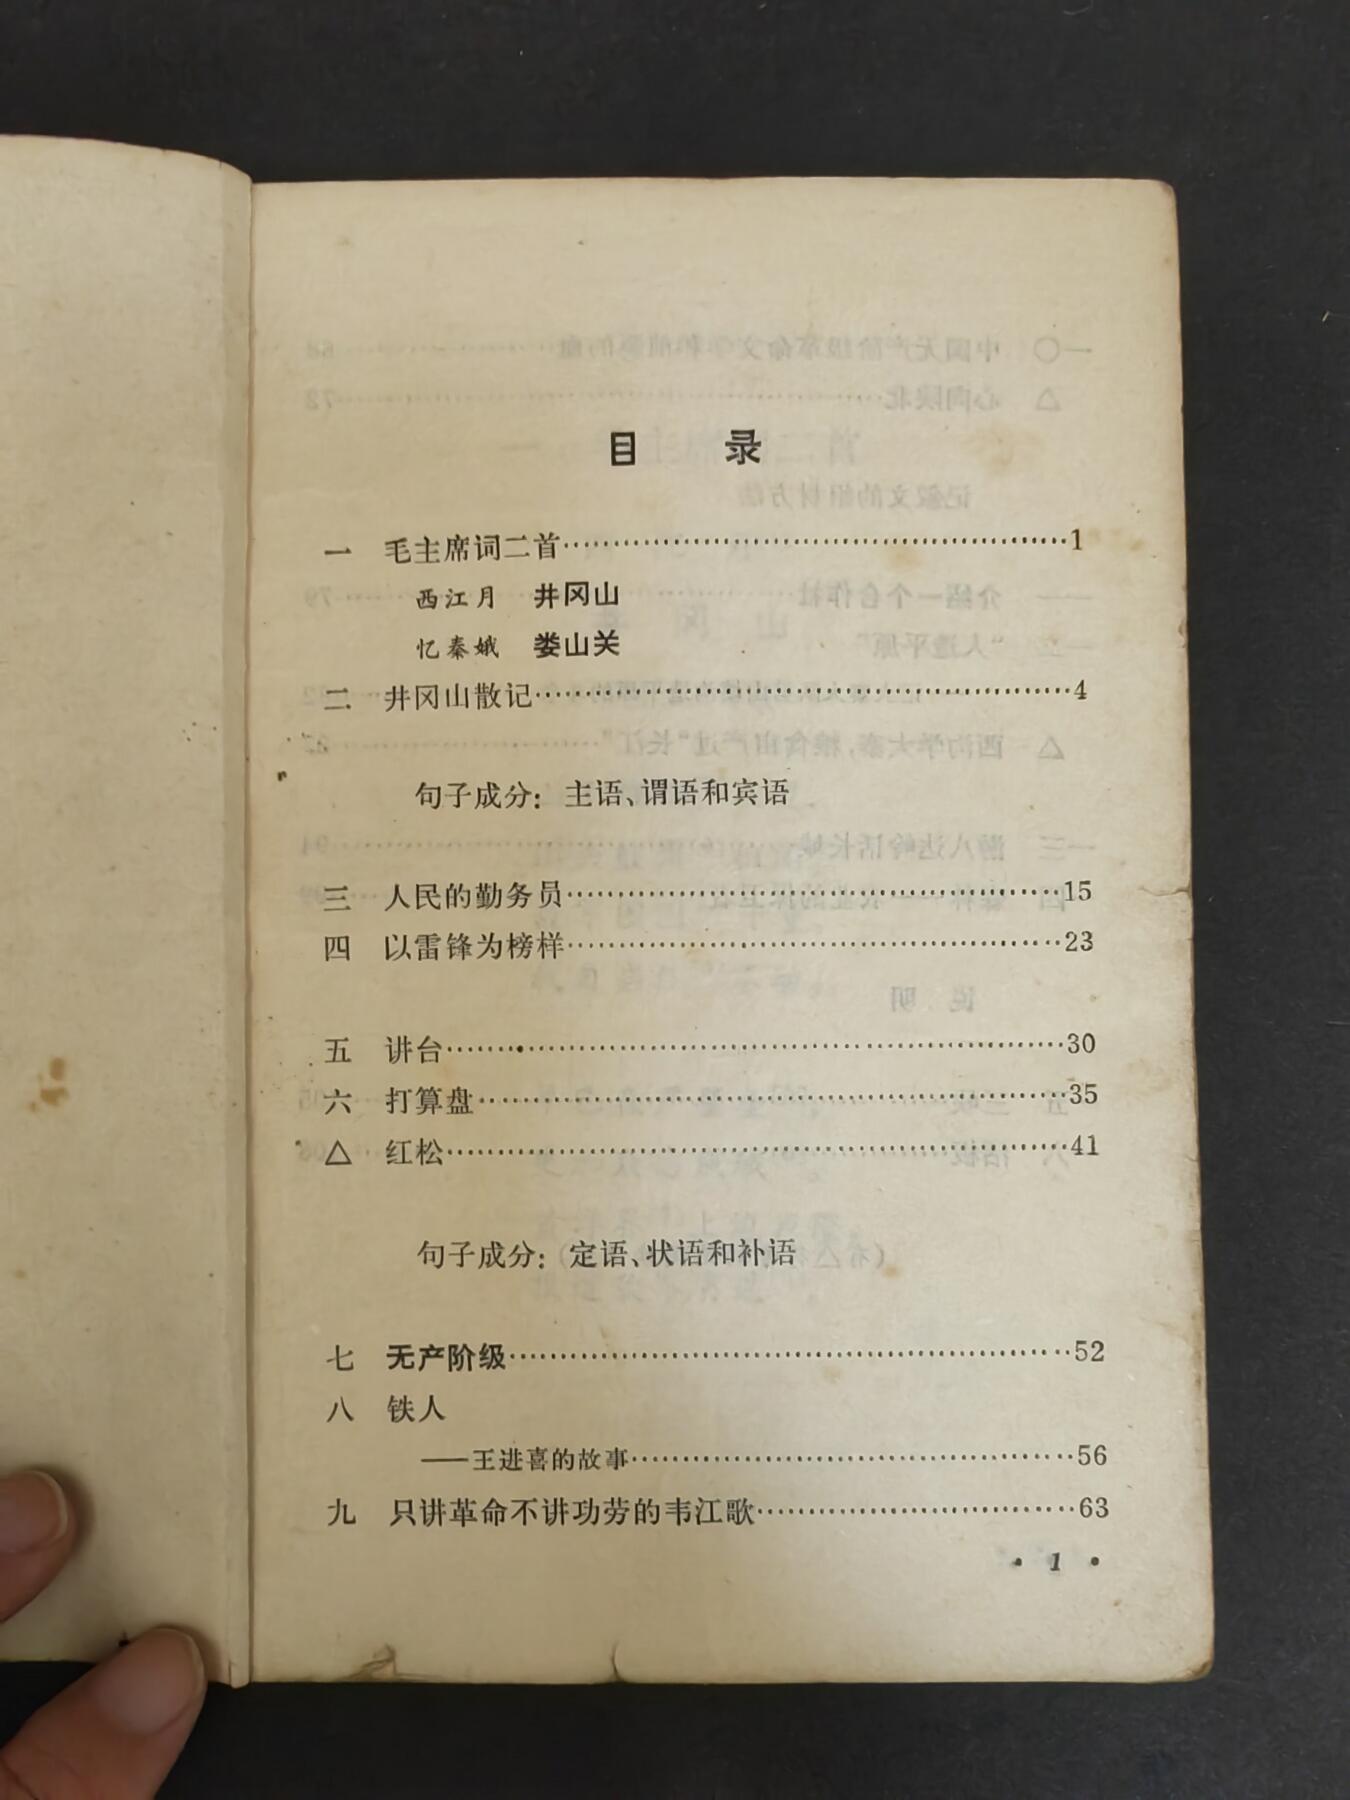 目 录
一 毛主席词二首……1
西江月 井冈山
忆秦娥 娄山关
二 井冈山散记……4
句子成分：主语、谓语和宾语
三 人民的勤务员……15
四 以雷锋为榜样……23
五 讲台……30
六 打算盘……35
△ 红松……41
句子成分：定语、状语和补语
七 无产阶级……52
八 铁人
——王进喜的故事……56
九 只讲革命不讲功劳的韦江歌……63
· 1 ·